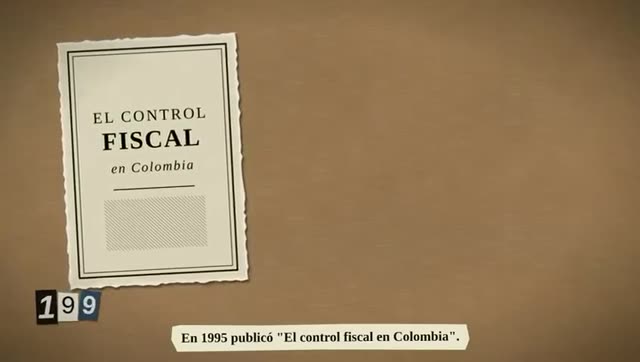 EL CONTROL
FISCAL
en Colombia
199
En 1995 publicó "El control fiscal en Colombia".